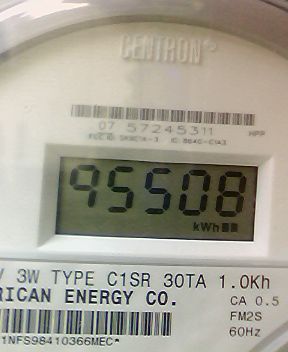 CENTRON®
07 57245311
HPP
95508
kWh
V 3W TYPE C1SR 30TA 1.0Kh
RICAN ENERGY CO.
CA 0.5
FM2S
60Hz
1NFS98410366MEC*